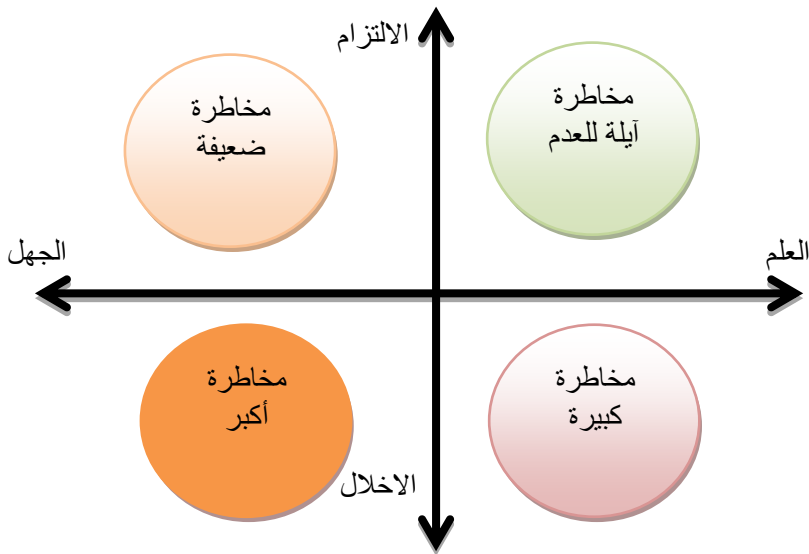 الالتزام
مخاطرة
آيلة للعدم
مخاطرة
ضعيفة
العلم
الجهل
مخاطرة
كبيرة
مخاطرة
أكبر
الاخلال